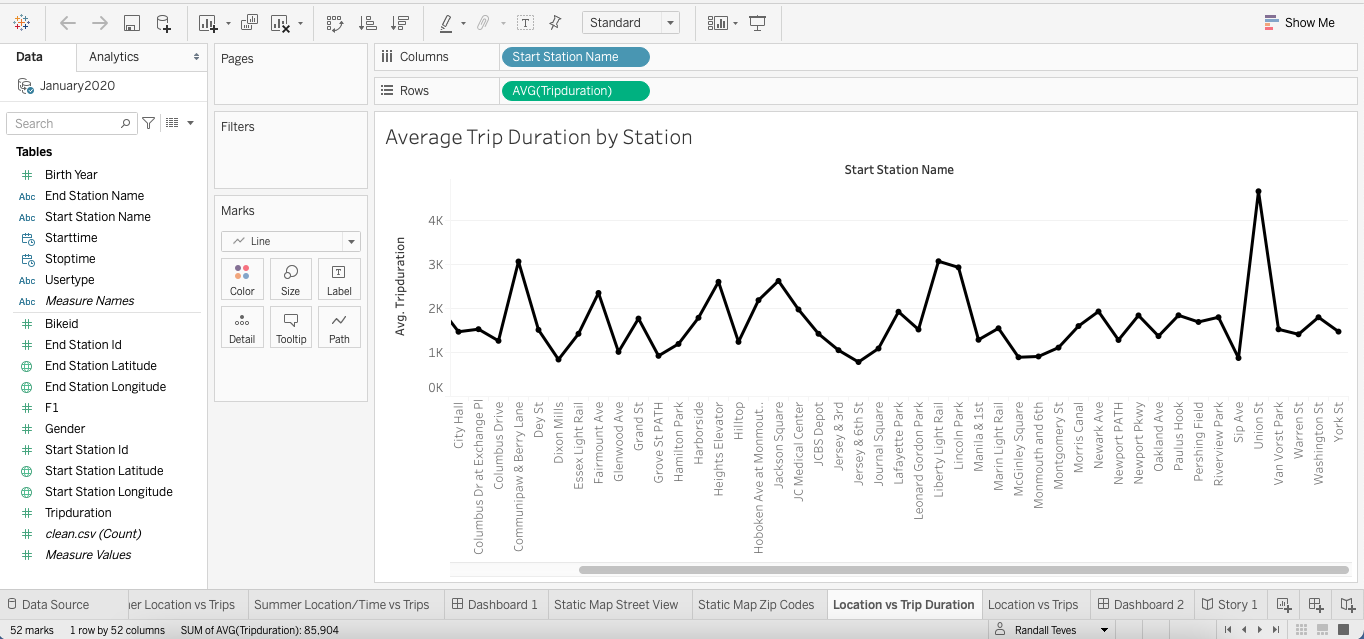 Standard
Show Me
Data
Analytics
Pages
Columns
Start Station Name
January2020
Rows
AVG(Tripduration)
Search
Filters
Tables
Birth Year
Abc End Station Name
Abc Start Station Name
Starttime
Stoptime
Abc Usertype
Abc Measure Names
Bikeid
End Station Id
End Station Latitude
End Station Longitude
F1
Gender
Start Station Id
Start Station Latitude
Start Station Longitude
Tripduration
clean.csv (Count)
Measure Values
Marks
Line
Color
Size
Label
Detail
Tooltip
Path
Average Trip Duration by Station
Start Station Name
Avg. Tripduration
4K
3K
2K
1K
0K
City Hall
Columbus Dr at Exchange Pl
Columbus Drive
Communipaw & Berry Lane
Dey St
Dixon Mills
Essex Light Rail
Fairmount Ave
Glenwood Ave
Grand St
Grove St PATH
Hamilton Park
Harborside
Heights Elevator
Hilltop
Hoboken Ave at Monmout...
Jackson Square
JC Medical Center
JCBS Depot
Jersey & 3rd
Jersey & 6th St
Journal Square
Lafayette Park
Leonard Gordon Park
Liberty Light Rail
Lincoln Park
Manila & 1st
Marin Light Rail
McGinley Square
Monmouth and 6th
Montgomery St
Morris Canal
Newark Ave
Newport PATH
Newport Pkwy
Oakland Ave
Paulus Hook
Pershing Field
Riverview Park
Sip Ave
Union St
Van Vorst Park
Warren St
Washington St
York St
Data Source
er Location vs Trips
Summer Location/Time vs Trips
Dashboard 1
Static Map Street View
Static Map Zip Codes
Location vs Trip Duration
Location vs Trips
Dashboard 2
Story 1
52 marks
1 row by 52 columns
SUM of AVG(Tripduration): 85,904
Randall Teves